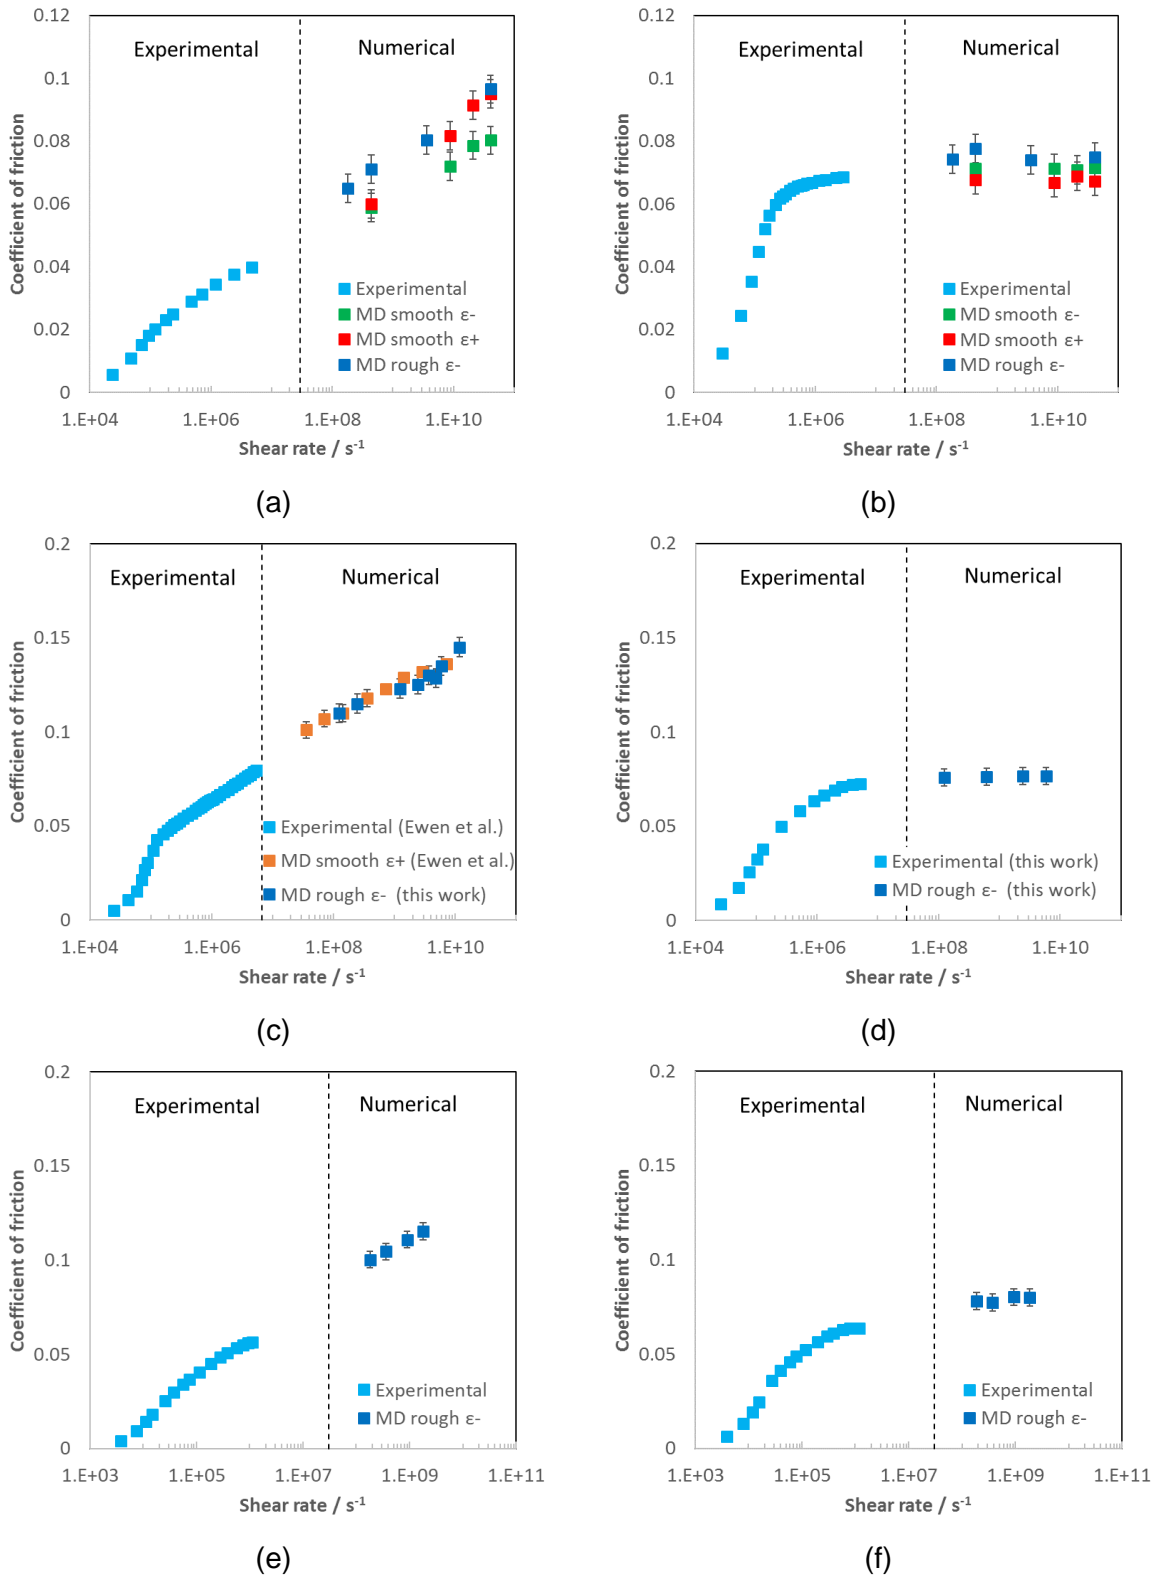 0.12
0.1
0.08
0.06
0.04
0.02
0
Coefficient of friction
Experimental
Numerical
Experimental
MD smooth ε-
MD smooth ε+
MD rough ε-
1.E+04
1.E+06
1.E+08
1.E+10
Shear rate / s⁻¹
(a)
0.12
0.1
0.08
0.06
0.04
0.02
0
Coefficient of friction
Experimental
Numerical
Experimental
MD smooth ε-
MD smooth ε+
MD rough ε-
1.E+04
1.E+06
1.E+08
1.E+10
Shear rate / s⁻¹
(b)
0.2
0.15
0.1
0.05
0
Coefficient of friction
Experimental
Numerical
Experimental (Ewen et al.)
MD smooth ε+ (Ewen et al.)
MD rough ε- (this work)
1.E+04
1.E+06
1.E+08
1.E+10
Shear rate / s⁻¹
(c)
0.2
0.15
0.1
0.05
0
Coefficient of friction
Experimental
Numerical
Experimental (this work)
MD rough ε- (this work)
1.E+04
1.E+06
1.E+08
1.E+10
Shear rate / s⁻¹
(d)
0.2
0.15
0.1
0.05
0
Coefficient of friction
Experimental
Numerical
Experimental
MD rough ε-
1.E+03
1.E+05
1.E+07
1.E+09
1.E+11
Shear rate / s⁻¹
(e)
0.2
0.15
0.1
0.05
0
Coefficient of friction
Experimental
Numerical
Experimental
MD rough ε-
1.E+03
1.E+05
1.E+07
1.E+09
1.E+11
Shear rate / s⁻¹
(f)